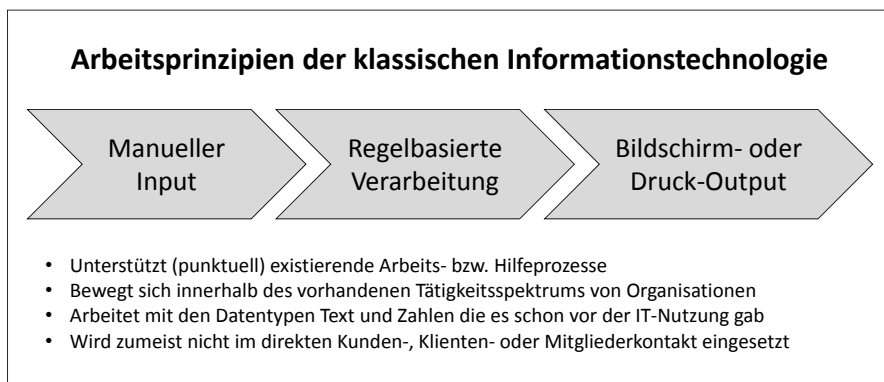 Arbeitsprinzipien der klassischen Informationstechnologie
Manueller
Input
Regelbasierte
Verarbeitung
Bildschirm- oder
Druck-Output
• Unterstützt (punktuell) existierende Arbeits- bzw. Hilfeprozesse
• Bewegt sich innerhalb des vorhandenen Tätigkeitsspektrums von Organisationen
• Arbeitet mit den Datentypen Text und Zahlen die es schon vor der IT-Nutzung gab
• Wird zumeist nicht im direkten Kunden-, Klienten- oder Mitgliederkontakt eingesetzt